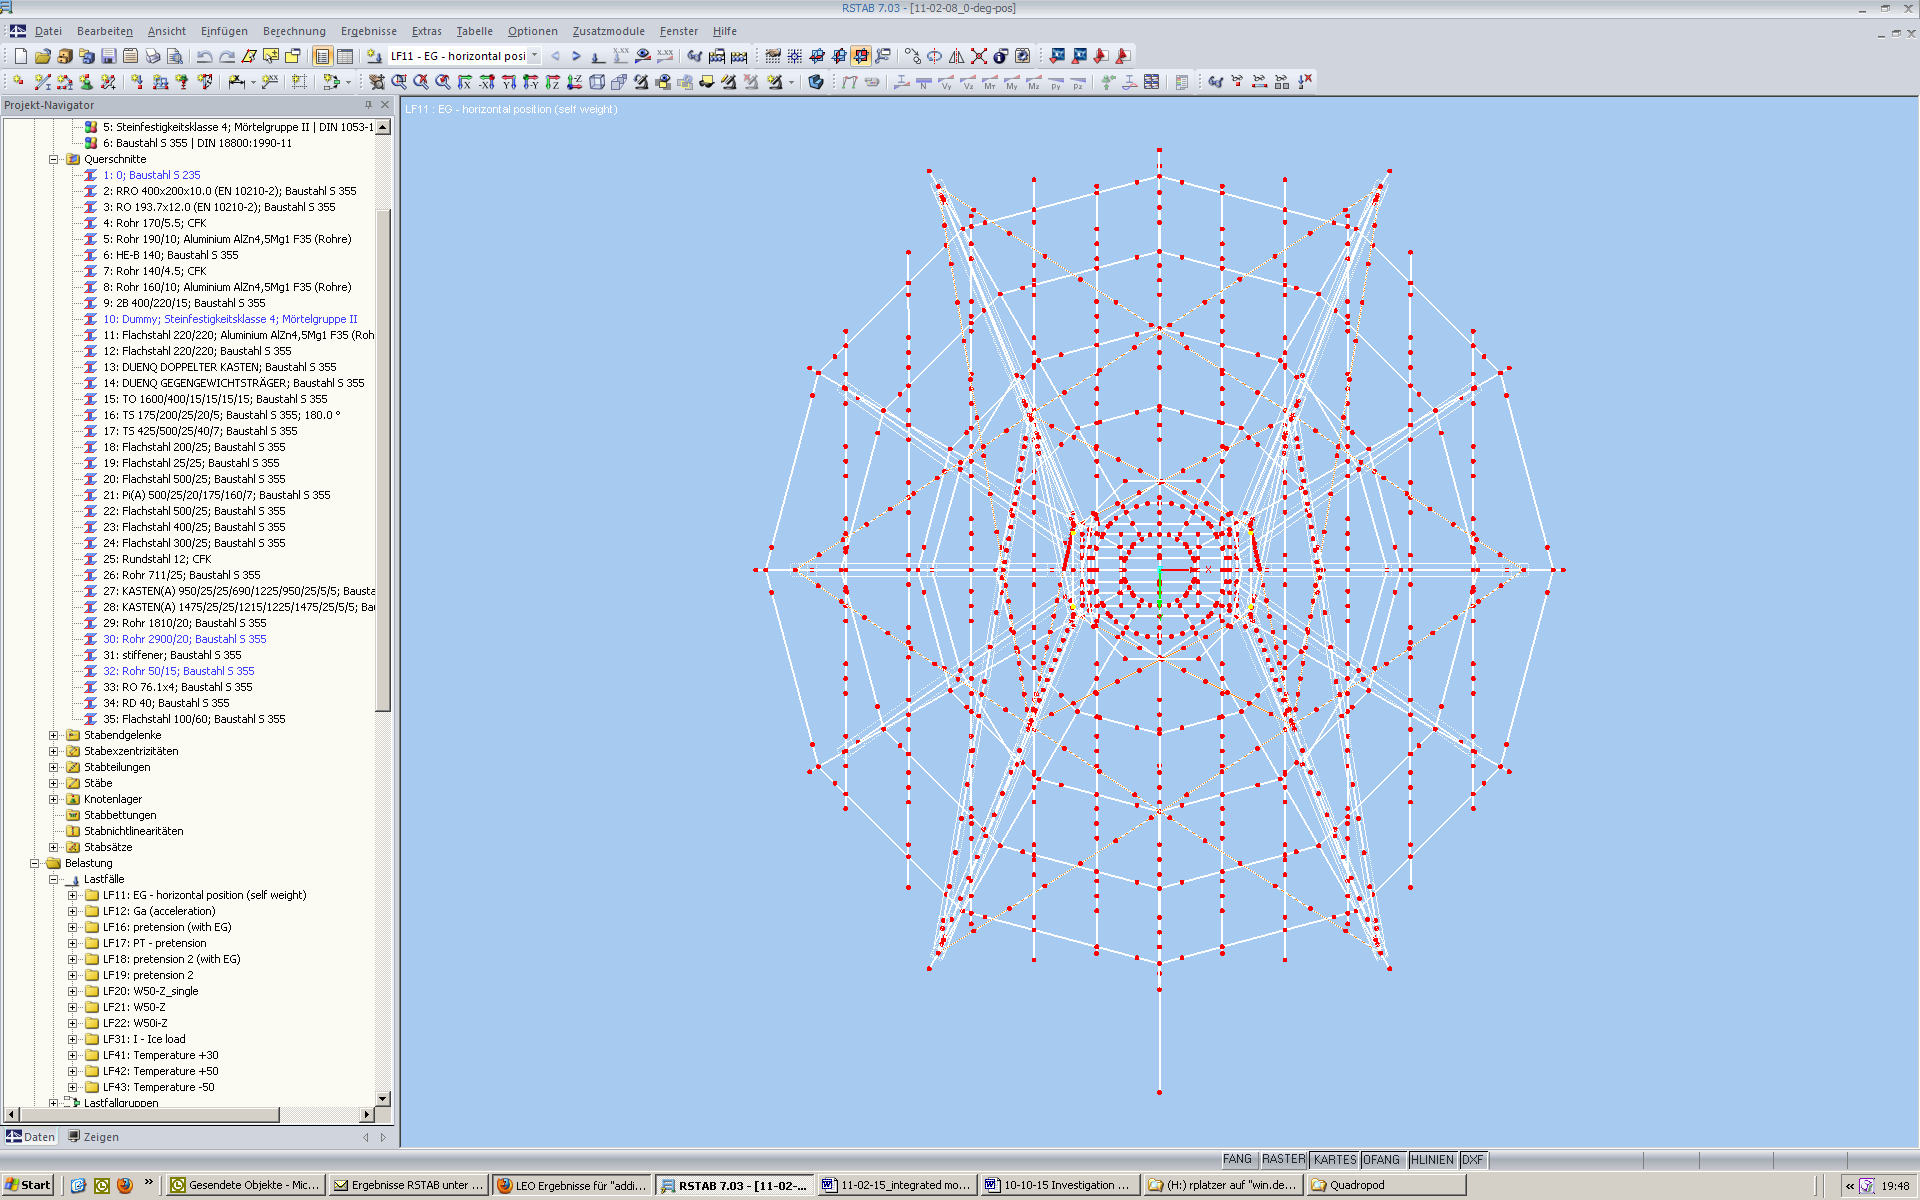 RSTAB 7.03 - [11-02-08_0-deg-pos]
Datei Bearbeiten Ansicht Einfügen Berechnung Ergebnisse Extras Tabelle Optionen Zusatzmodule Fenster Hilfe
LF11 - EG - horizontal posi
Projekt-Navigator
5: Steinfestigkeitsklasse 4; Mörtelgruppe II | DIN 1053-1
6: Baustahl S 355 | DIN 18800:1990-11
Querschnitte
1: 0; Baustahl S 235
2: RRO 400x200x10.0 (EN 10210-2); Baustahl S 355
3: RO 193.7x12.0 (EN 10210-2); Baustahl S 355
4: Rohr 170/5.5; CFK
5: Rohr 190/10; Aluminium AlZn4,5Mg1 F35 (Rohre)
6: HE-B 140; Baustahl S 355
7: Rohr 140/4.5; CFK
8: Rohr 160/10; Aluminium AlZn4,5Mg1 F35 (Rohre)
9: 2B 400/220/15; Baustahl S 355
10: Dummy; Steinfestigkeitsklasse 4; Mörtelgruppe II
11: Flachstahl 220/220; Aluminium AlZn4,5Mg1 F35 (Roh
12: Flachstahl 220/220; Baustahl S 355
13: DUENQ DOPPELTER KASTEN; Baustahl S 355
14: DUENQ GEGENGEWICHTSTRÄGER; Baustahl S 355
15: TO 1600/400/15/15/15/15; Baustahl S 355
16: TS 175/200/25/20/5; Baustahl S 355; 180.0 °
17: TS 425/500/25/40/7; Baustahl S 355
18: Flachstahl 200/25; Baustahl S 355
19: Flachstahl 25/25; Baustahl S 355
20: Flachstahl 500/25; Baustahl S 355
21: Pi(A) 500/25/20/175/160/7; Baustahl S 355
22: Flachstahl 500/25; Baustahl S 355
23: Flachstahl 400/25; Baustahl S 355
24: Flachstahl 300/25; Baustahl S 355
25: Rundstahl 12; CFK
26: Rohr 711/25; Baustahl S 355
27: KASTEN(A) 950/25/25/690/1225/950/25/5/5; Bausta
28: KASTEN(A) 1475/25/25/1215/1225/1475/25/5/5; Bau
29: Rohr 1810/20; Baustahl S 355
30: Rohr 2900/20; Baustahl S 355
31: stiffener; Baustahl S 355
32: Rohr 50/15; Baustahl S 355
33: RO 76.1x4; Baustahl S 355
34: RD 40; Baustahl S 355
35: Flachstahl 100/60; Baustahl S 355
Stabendgelenke
Stabexzentrizitäten
Stabteilungen
Stäbe
Knotenlager
Stabbettungen
Stabnichtlinearitäten
Stabsätze
Belastung
Lastfälle
LF11: EG - horizontal position (self weight)
LF12: Ga (acceleration)
LF16: pretension (with EG)
LF17: PT - pretension
LF18: pretension 2 (with EG)
LF19: pretension 2
LF20: W50-Z_single
LF21: W50-Z
LF22: W50i-Z
LF31: I - Ice load
LF41: Temperature +30
LF42: Temperature +50
LF43: Temperature -50
Lastfallgruppen
Daten Zeigen
LF11 : EG - horizontal position (self weight)
X
FANG RASTER KARTES OFANG HLINIEN DXF
Start
Gesendete Objekte - Mic...
Ergebnisse RSTAB unter ...
LEO Ergebnisse für "addi...
RSTAB 7.03 - [11-02-...
11-02-15_integrated mo...
10-10-15 Investigation ...
(H:) rplatzer auf "win.de...
Quadropod
19:48